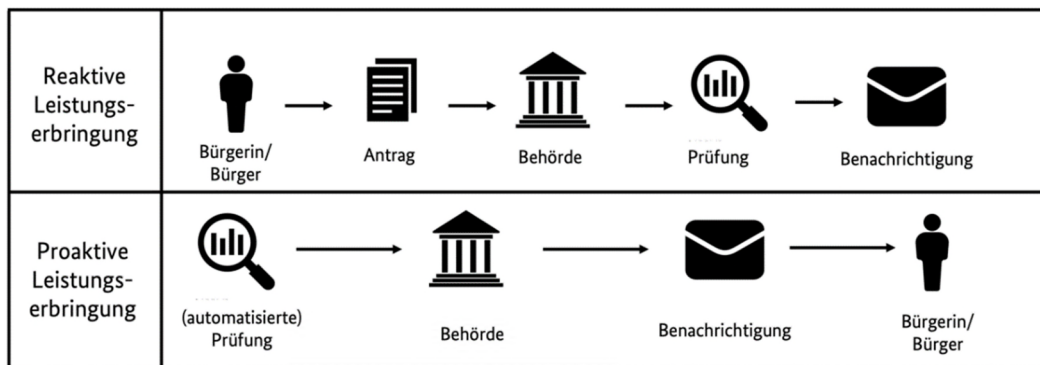 Reaktive
Leistungs-
erbringung
Bürgerin/
Bürger
Antrag
Behörde
Prüfung
Benachrichtigung
Proaktive
Leistungs-
erbringung
(automatisierte)
Prüfung
Behörde
Benachrichtigung
Bürgerin/
Bürger